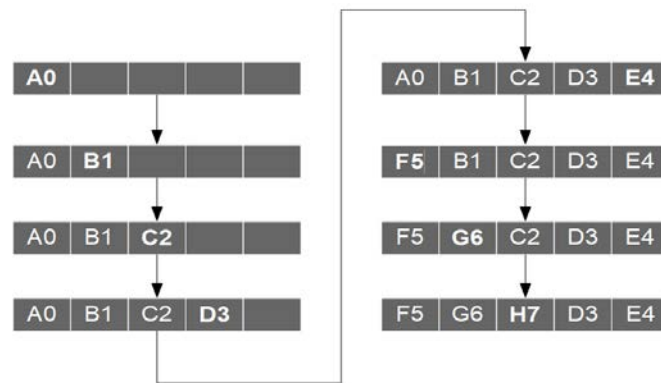 A0
A0 B1
A0 B1 C2
A0 B1 C2 D3
A0 B1 C2 D3 E4
F5 B1 C2 D3 E4
F5 G6 C2 D3 E4
F5 G6 H7 D3 E4